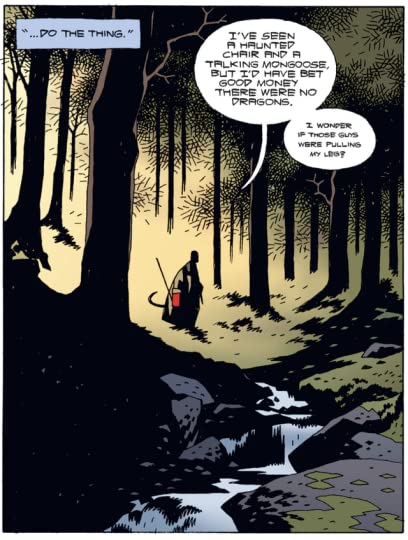 "...DO THE THING."
I'VE SEEN
A HAUNTED
CHAIR AND A
TALKING MONGOOSE,
BUT I'D HAVE BET
GOOD MONEY
THERE WERE NO
DRAGONS.
I WONDER
IF THOSE GUYS
WERE PULLING
MY LEG?